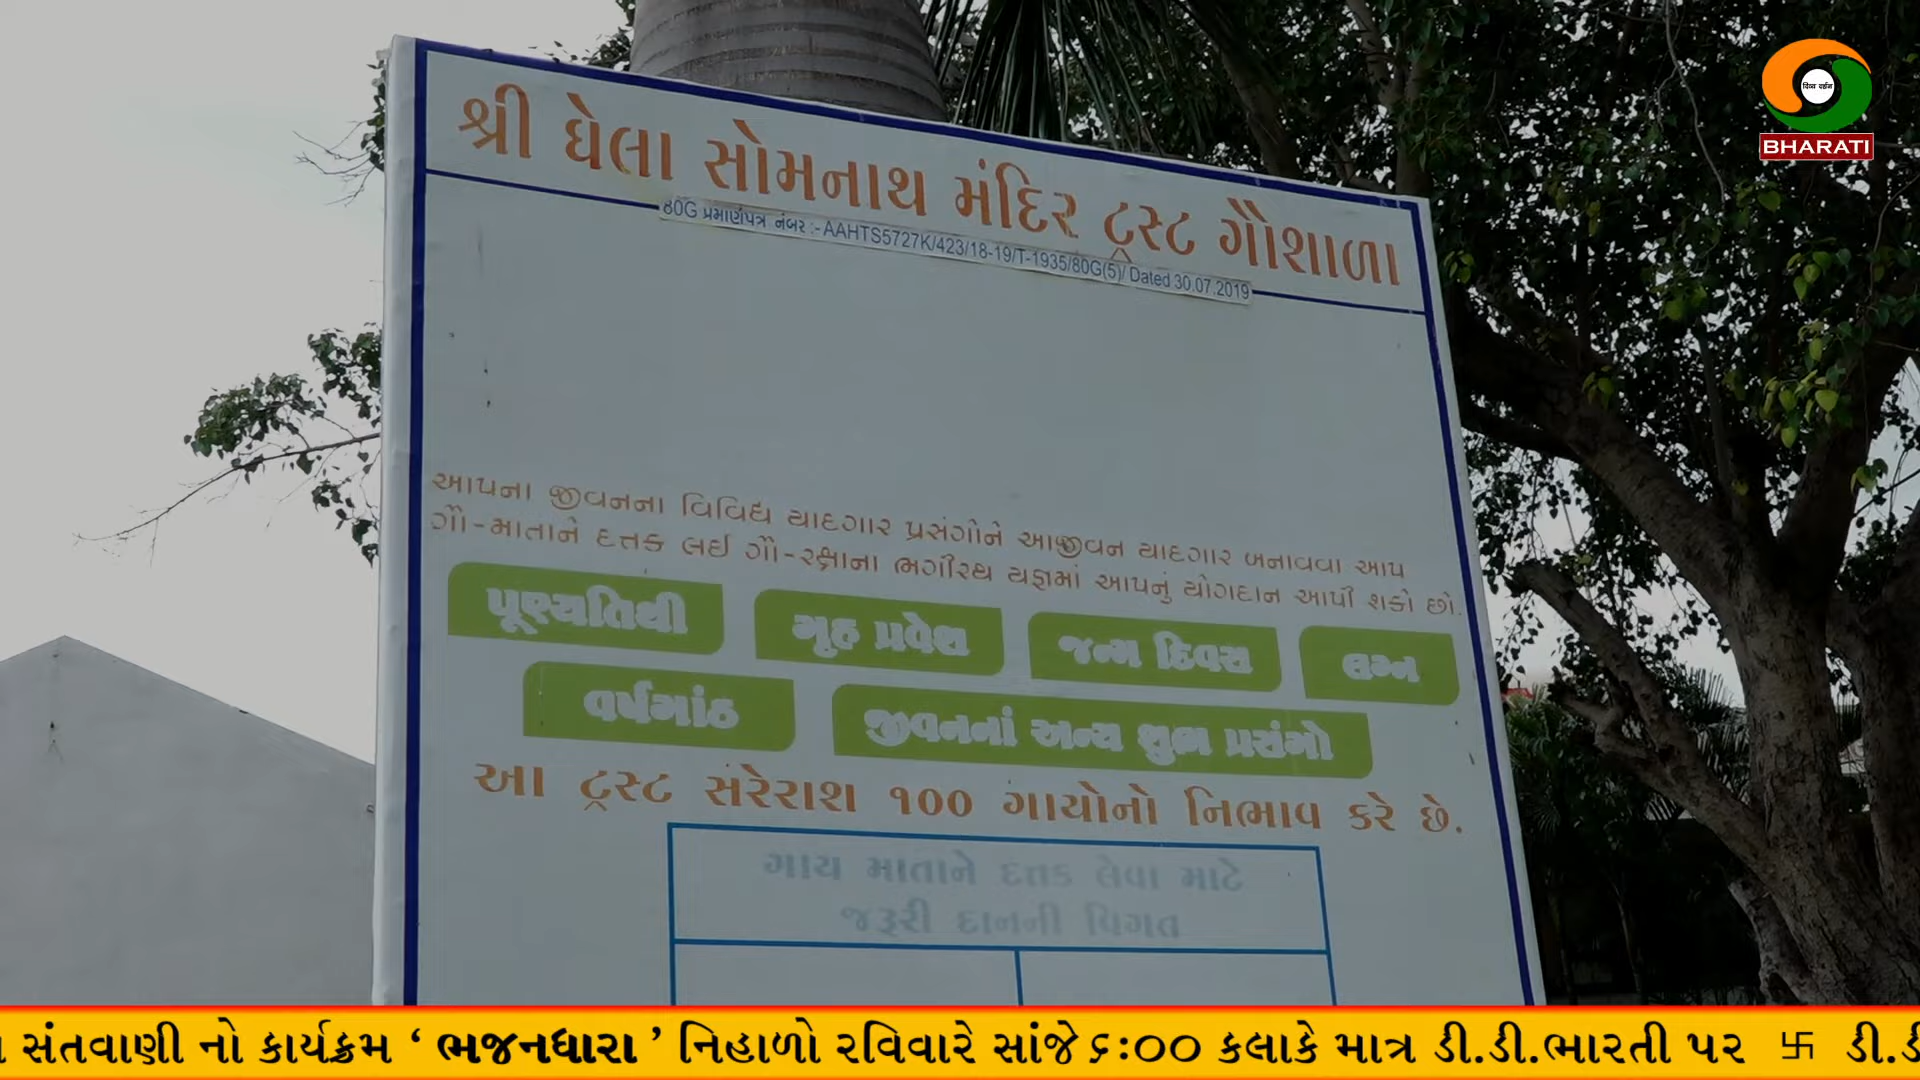 दिव्य दर्शन
BHARATI
શ્રી ઘેલા સોમનાથ મંદિર ટ્રસ્ટ ગૌશાળા
80G પ્રમાણપત્ર નંબર :- AAHTS5727K/423/18-19/T-1935/80G(5)/ Dated 30.07.2019
આપના જીવનના વિવિધ યાદગાર પ્રસંગોને આજીવન યાદગાર બનાવવા આપ
ગૌ-માતાને દત્તક લઈ ગૌ-રક્ષાના ભગીરથ યજ્ઞમાં આપનું યોગદાન આપી શકો છો.
પૂણ્યતિથી ગૃહ પ્રવેશ જન્મ દિવસ લગ્ન
વર્ષગાંઠ જીવનનાં અન્ય શુભ પ્રસંગો
આ ટ્રસ્ટ સરેરાશ ૧૦૦ ગાયોનો નિભાવ કરે છે.
ગાય માતાને દત્તક લેવા માટે
જરૂરી દાનની વિગત
સંતવાણી નો કાર્યક્રમ ‘ ભજનધારા ’ નિહાળો રવિવારે સાંજે ૬:૦૦ કલાકે માત્ર ડી.ડી.ભારતી પર 卐 ડી.ડ